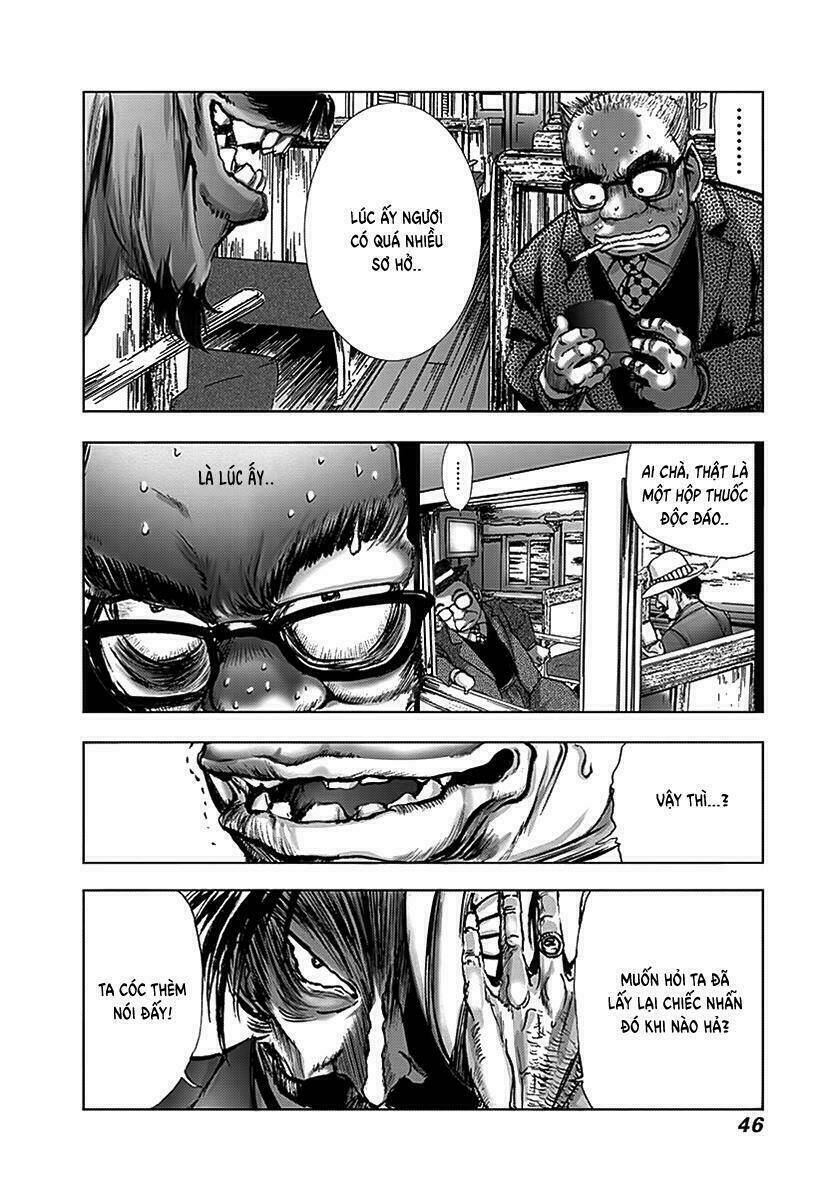 LÚC ẤY NGƯƠI
CÓ QUÁ NHIỀU
SƠ HỞ..
LÀ LÚC ẤY..
AI CHÀ, THẬT LÀ
MỘT HỘP THUỐC
ĐỘC ĐÁO..
VẬY THÌ...?
TA CÓC THÈM
NÓI ĐẤY!
MUỐN HỎI TA ĐÃ
LẤY LẠI CHIẾC NHẪN
ĐÓ KHI NÀO HẢ?
46